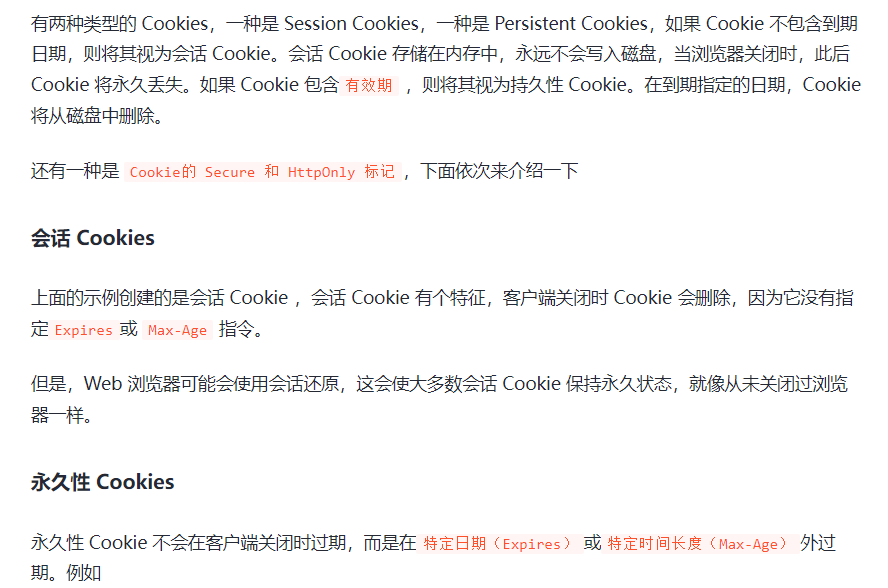 有两种类型的 Cookies，一种是 Session Cookies，一种是 Persistent Cookies，如果 Cookie 不包含到期
日期，则将其视为会话 Cookie。会话 Cookie 存储在内存中，永远不会写入磁盘，当浏览器关闭时，此后
Cookie 将永久丢失。如果 Cookie 包含 有效期 ，则将其视为持久性 Cookie。在到期指定的日期，Cookie
将从磁盘中删除。
还有一种是 Cookie的 Secure 和 HttpOnly 标记 ，下面依次来介绍一下
会话 Cookies
上面的示例创建的是会话 Cookie ，会话 Cookie 有个特征，客户端关闭时 Cookie 会删除，因为它没有指
定 Expires 或 Max-Age 指令。
但是，Web 浏览器可能会使用会话还原，这会使大多数会话 Cookie 保持永久状态，就像从未关闭过浏览
器一样。
永久性 Cookies
永久性 Cookie 不会在客户端关闭时过期，而是在 特定日期（Expires） 或 特定时间长度（Max-Age） 外过
期。例如